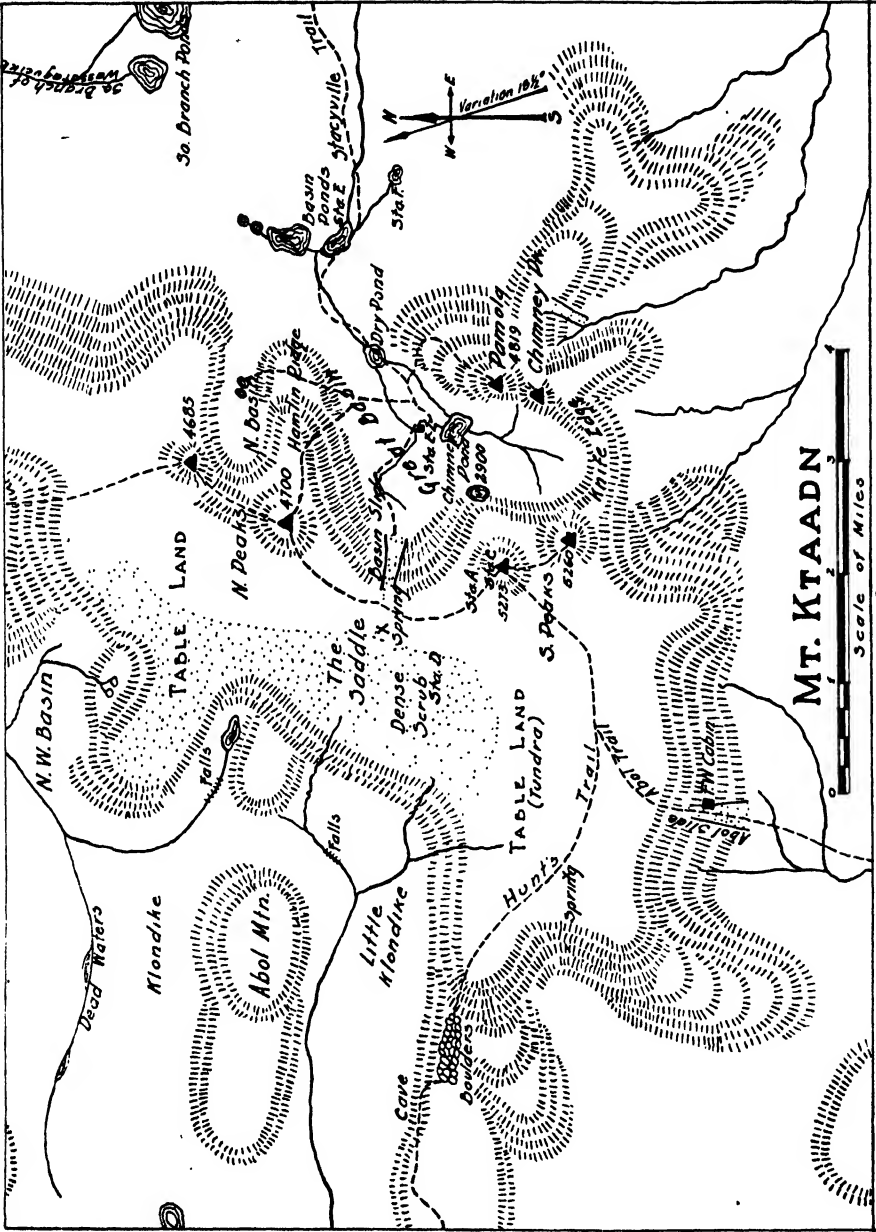 So. Branch of
Wassataquoik
So. Branch Ponds
Stacyville Trail
Basin
Ponds
Sta. E
Sta. F
N
W
E
S
Variation 18½°
4685
N. Basin
Hamlin Ridge
Dry Pond
Pamola
4819
Chimney Pk.
N. Peaks
4700
TABLE LAND
N.W. Basin
Basin Slide
Chimney
Pond
2900
Knife Edge
The
Saddle
Spring
X
Dense
Scrub
Sta. D
Sta. A
Sta. C
5235
S. Peaks
5260
Falls
TABLE LAND
(Tundra)
Falls
Dead Waters
Klondike
Abol Mtn.
Little
Klondike
Hunt's Trail
Spring
Abol Trail
F.W. Cabin
Abol Slide
Cave
Boulders
MT. KTAADN
0 1 2 3 4
Scale of Miles